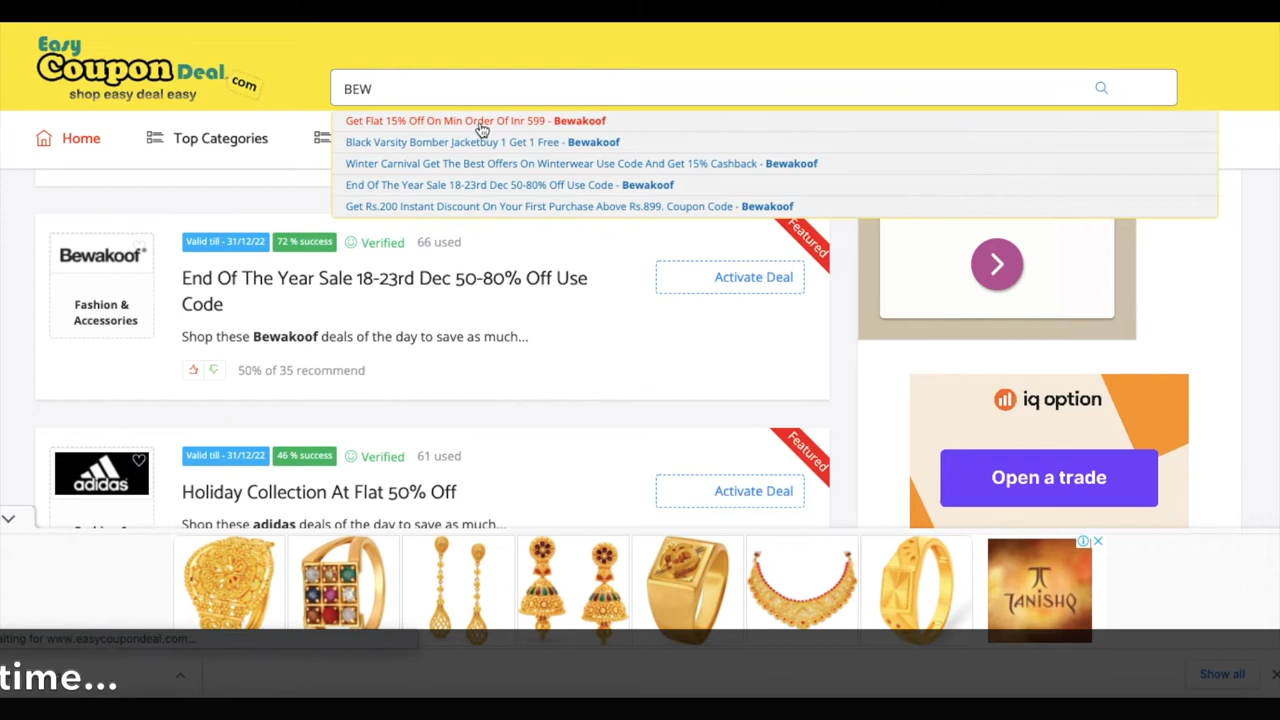 Easy
Coupon Deal.com
shop easy deal easy
BEW
Get Flat 15% Off On Min Order Of Inr 599 - Bewakoof
Black Varsity Bomber Jacketbuy 1 Get 1 Free - Bewakoof
Winter Carnival Get The Best Offers On Winterwear Use Code And Get 15% Cashback - Bewakoof
End Of The Year Sale 18-23rd Dec 50-80% Off Use Code - Bewakoof
Get Rs.200 Instant Discount On Your First Purchase Above Rs.899. Coupon Code - Bewakoof
Home
Top Categories
Bewakoof®
Fashion &
Accessories
Valid till - 31/12/22
72 % success
Verified
66 used
Featured
End Of The Year Sale 18-23rd Dec 50-80% Off Use
Code
Activate Deal
Shop these Bewakoof deals of the day to save as much...
50% of 35 recommend
adidas
Valid till - 31/12/22
46 % success
Verified
61 used
Featured
Holiday Collection At Flat 50% Off
Activate Deal
Shop these adidas deals of the day to save as much...
iq option
Open a trade
TANISHQ
aiting for www.easycoupondeal.com...
time...
Show all